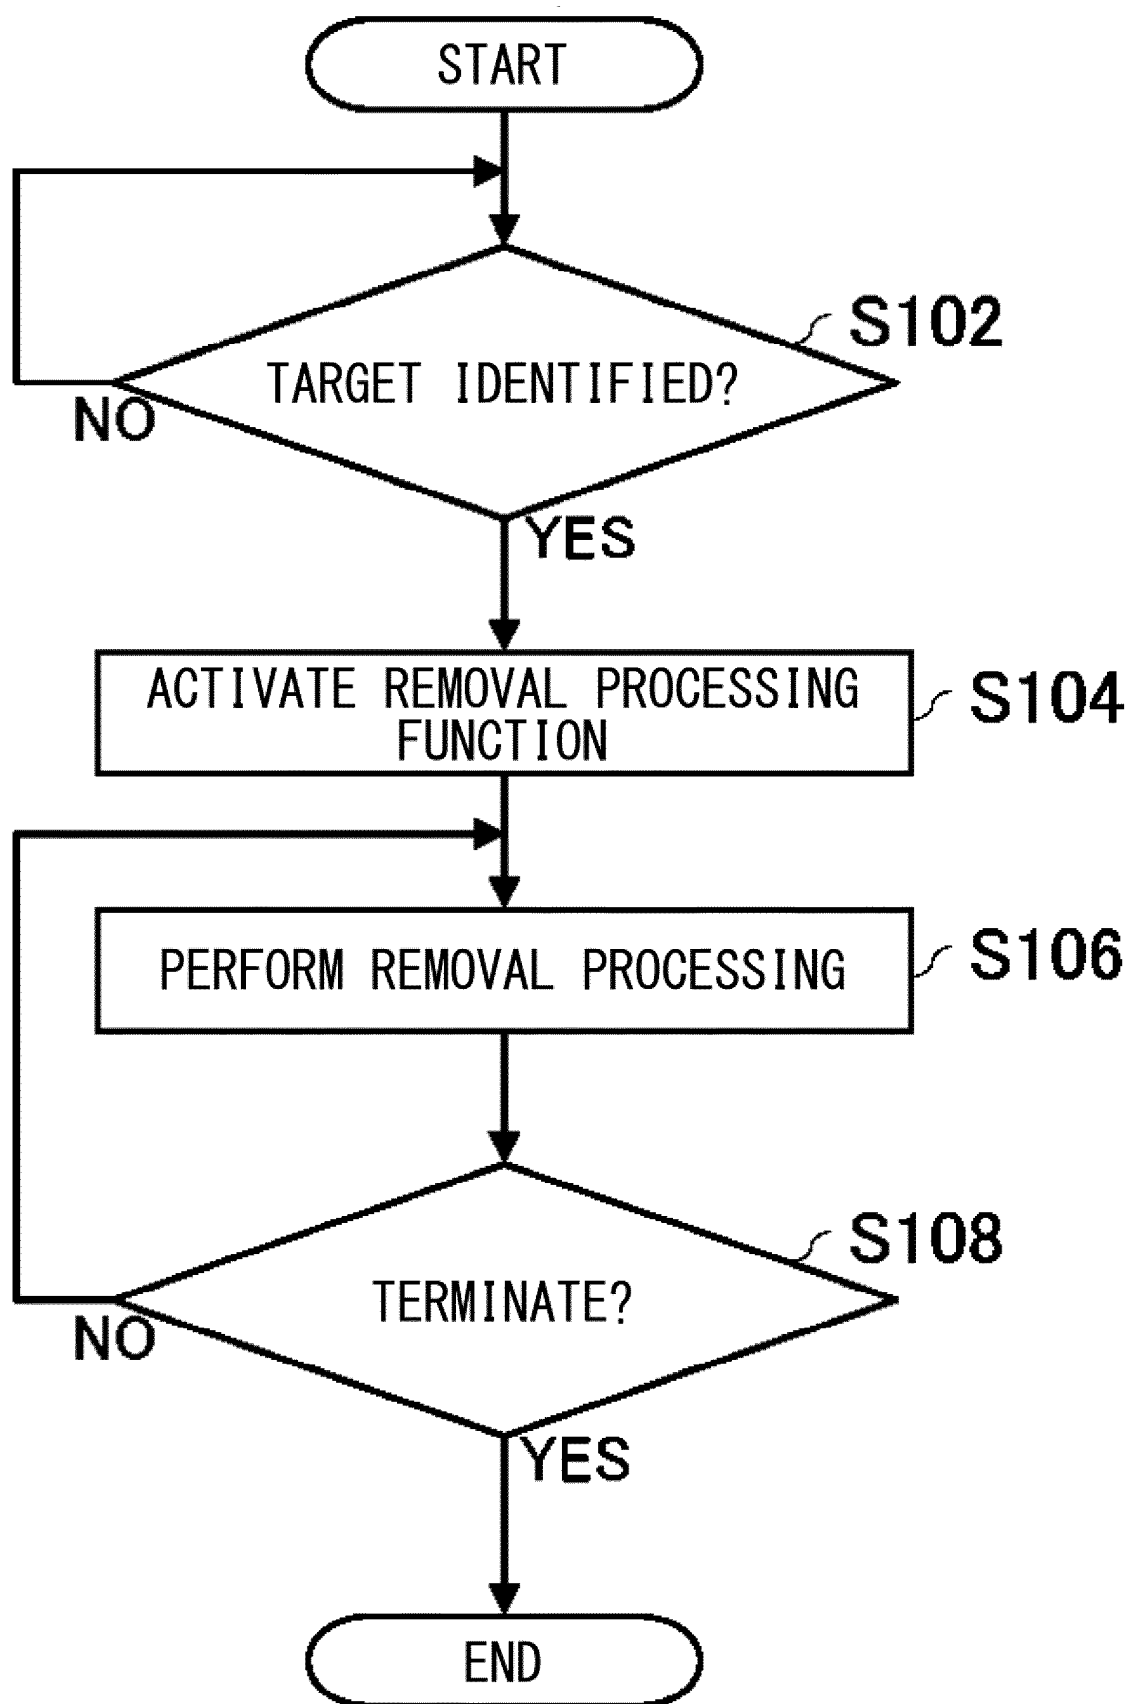 START
S102
TARGET IDENTIFIED?
NO
YES
ACTIVATE REMOVAL PROCESSING
FUNCTION
S104
PERFORM REMOVAL PROCESSING
S106
S108
TERMINATE?
NO
YES
END